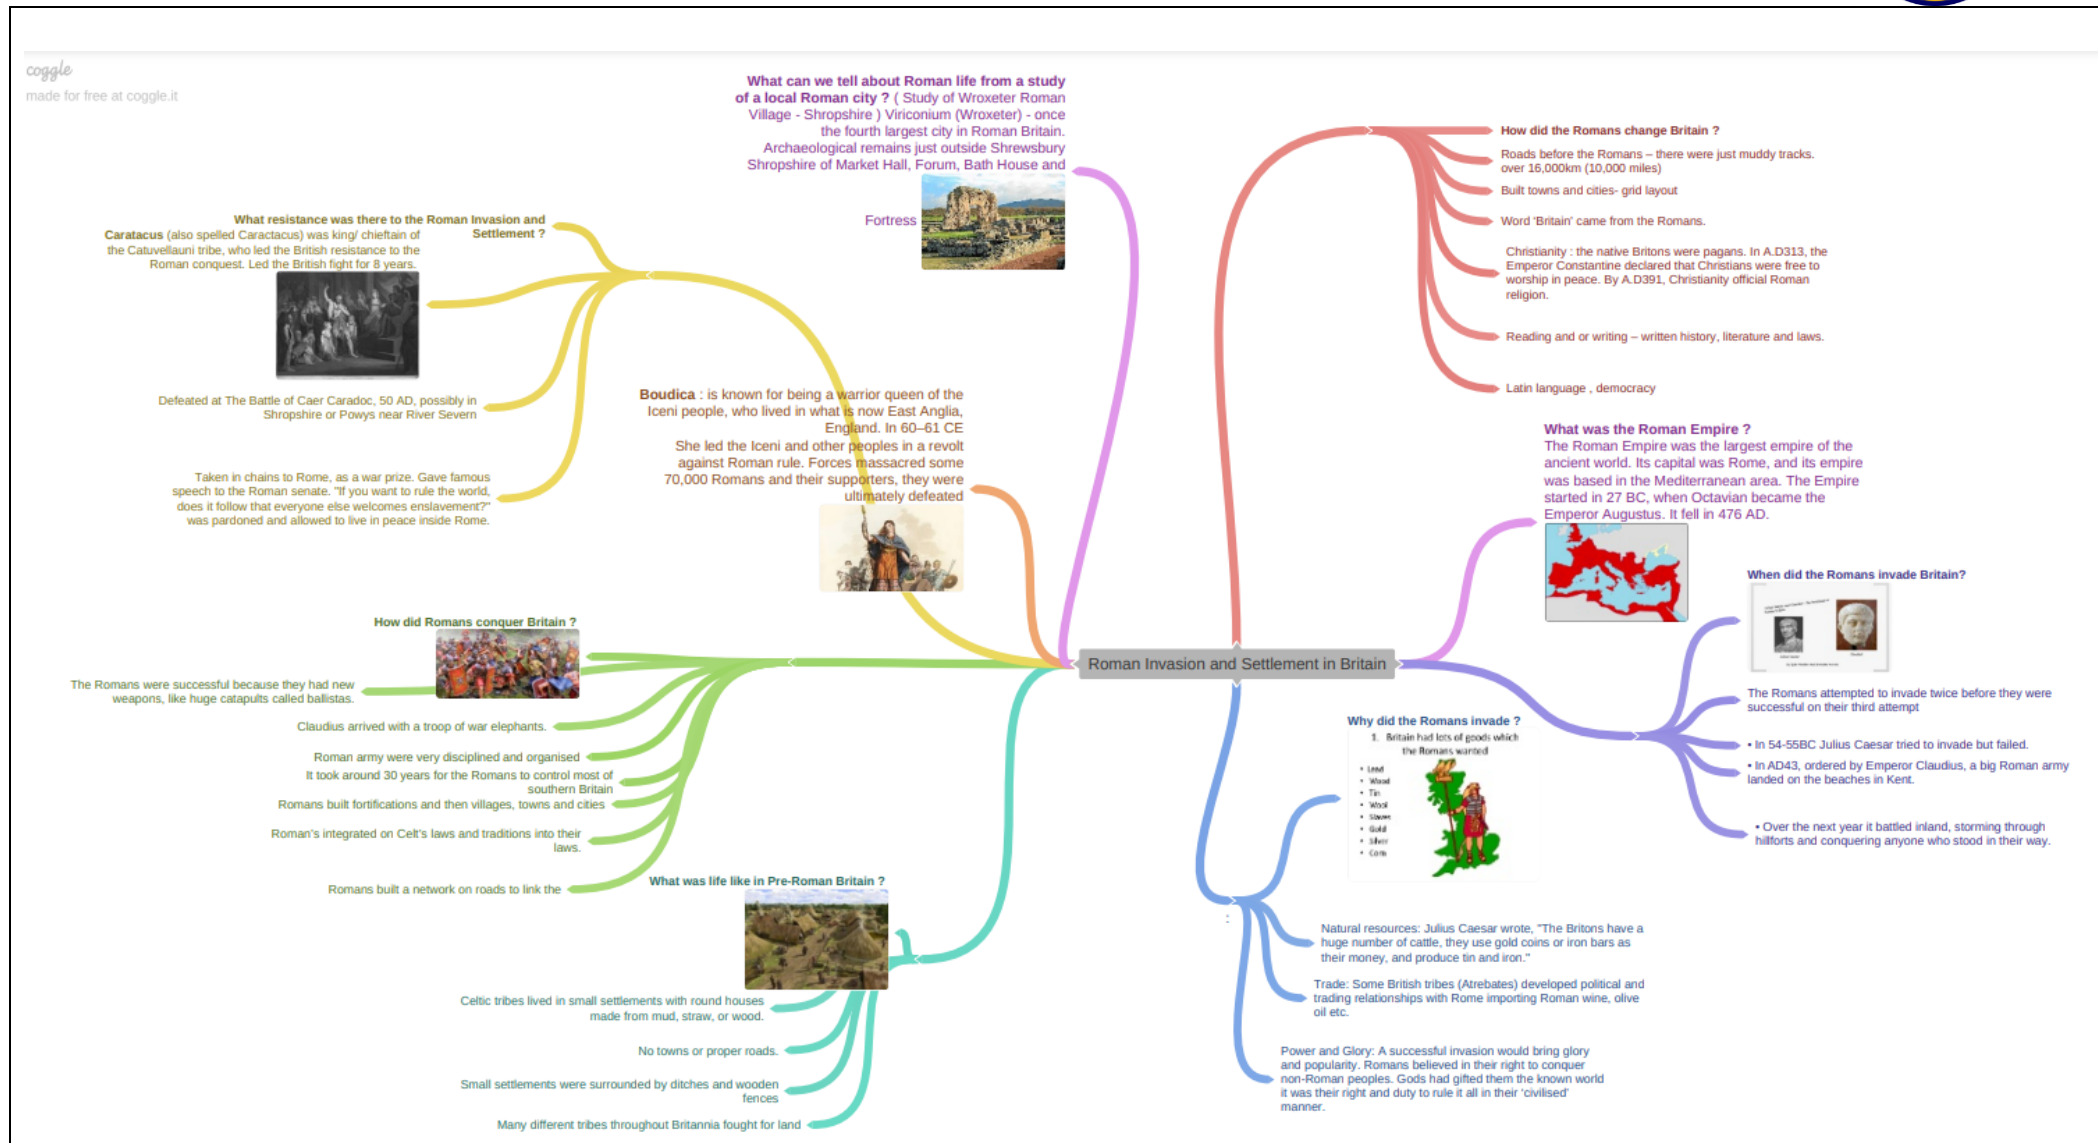 coggle
made for free at coggle.it
What can we tell about Roman life from a study
of a local Roman city ? ( Study of Wroxeter Roman
Village - Shropshire ) Viriconium (Wroxeter) - once
the fourth largest city in Roman Britain.
Archaeological remains just outside Shrewsbury
Shropshire of Market Hall, Forum, Bath House and
Fortress
What resistance was there to the Roman Invasion and
Settlement ?
Caratacus (also spelled Caractacus) was king/ chieftain of
the Catuvellauni tribe, who led the British resistance to the
Roman conquest. Led the British fight for 8 years.
Defeated at The Battle of Caer Caradoc, 50 AD, possibly in
Shropshire or Powys near River Severn
Taken in chains to Rome, as a war prize. Gave famous
speech to the Roman senate. "If you want to rule the world,
does it follow that everyone else welcomes enslavement?"
was pardoned and allowed to live in peace inside Rome.
Boudica : is known for being a warrior queen of the
Iceni people, who lived in what is now East Anglia,
England. In 60–61 CE
She led the Iceni and other peoples in a revolt
against Roman rule. Forces massacred some
70,000 Romans and their supporters, they were
ultimately defeated
How did Romans conquer Britain ?
The Romans were successful because they had new
weapons, like huge catapults called ballistas.
Claudius arrived with a troop of war elephants.
Roman army were very disciplined and organised
It took around 30 years for the Romans to control most of
southern Britain
Romans built fortifications and then villages, towns and cities
Roman's integrated on Celt's laws and traditions into their
laws.
Romans built a network on roads to link the
What was life like in Pre-Roman Britain ?
Celtic tribes lived in small settlements with round houses
made from mud, straw, or wood.
No towns or proper roads.
Small settlements were surrounded by ditches and wooden
fences
Many different tribes throughout Britannia fought for land
Roman Invasion and Settlement in Britain
How did the Romans change Britain ?
Roads before the Romans – there were just muddy tracks.
over 16,000km (10,000 miles)
Built towns and cities- grid layout
Word 'Britain' came from the Romans.
Christianity : the native Britons were pagans. In A.D313, the
Emperor Constantine declared that Christians were free to
worship in peace. By A.D391, Christianity official Roman
religion.
Reading and or writing – written history, literature and laws.
Latin language , democracy
What was the Roman Empire ?
The Roman Empire was the largest empire of the
ancient world. Its capital was Rome, and its empire
was based in the Mediterranean area. The Empire
started in 27 BC, when Octavian became the
Emperor Augustus. It fell in 476 AD.
When did the Romans invade Britain?
The Romans attempted to invade twice before they were
successful on their third attempt
• In 54-55BC Julius Caesar tried to invade but failed.
• In AD43, ordered by Emperor Claudius, a big Roman army
landed on the beaches in Kent.
• Over the next year it battled inland, storming through
hillforts and conquering anyone who stood in their way.
Why did the Romans invade ?
1. Britain had lots of goods which
the Romans wanted
• Lead
• Wood
• Tin
• Wool
• Slaves
• Gold
• Silver
• Corn
:
Natural resources: Julius Caesar wrote, "The Britons have a
huge number of cattle, they use gold coins or iron bars as
their money, and produce tin and iron."
Trade: Some British tribes (Atrebates) developed political and
trading relationships with Rome importing Roman wine, olive
oil etc.
Power and Glory: A successful invasion would bring glory
and popularity. Romans believed in their right to conquer
non-Roman peoples. Gods had gifted them the known world
it was their right and duty to rule it all in their 'civilised'
manner.